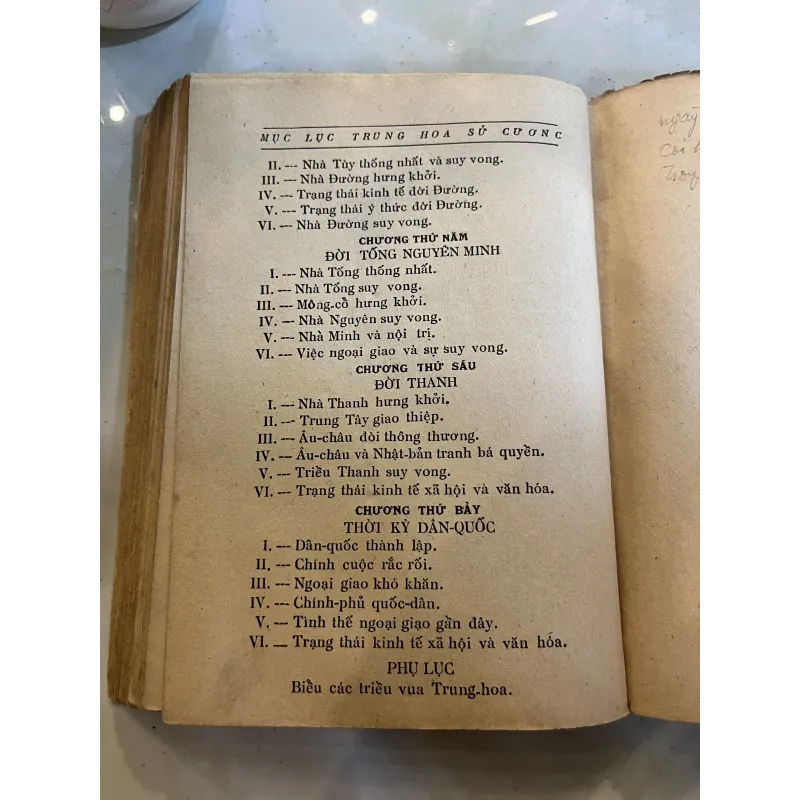 MỤC LỤC TRUNG HOA SỬ CƯƠNG
II. --- Nhà Tùy thống nhất và suy vong.
III. --- Nhà Đường hưng khởi.
IV. --- Trạng thái kinh tế đời Đường.
V. --- Trạng thái ý thức đời Đường.
VI. --- Nhà Đường suy vong.
CHƯƠNG THỨ NĂM
ĐỜI TỐNG NGUYÊN MINH
I. --- Nhà Tống thống nhất.
II. --- Nhà Tống suy vong.
III. --- Mông-cổ hưng khởi.
IV. --- Nhà Nguyên suy vong.
V. --- Nhà Minh và nội trị.
VI. --- Việc ngoại giao và sự suy vong.
CHƯƠNG THỨ SÁU
ĐỜI THANH
I. --- Nhà Thanh hưng khởi.
II. --- Trung Tây giao thiệp.
III. --- Âu-châu đòi thông thương.
IV. --- Âu-châu và Nhật-bản tranh bá quyền.
V. --- Triều Thanh suy vong.
VI. --- Trạng thái kinh tế xã hội và văn hóa.
CHƯƠNG THỨ BẢY
THỜI KỲ DÂN-QUỐC
I. --- Dân-quốc thành lập.
II. --- Chính cuộc rắc rối.
III. --- Ngoại giao khó khăn.
IV. --- Chính-phủ quốc-dân.
V. --- Tình thế ngoại giạo gần đây.
VI. --- Trạng thái kinh tế xã hội và văn hóa.
PHỤ LỤC
Biểu các triều vua Trung-hoa.
ngày